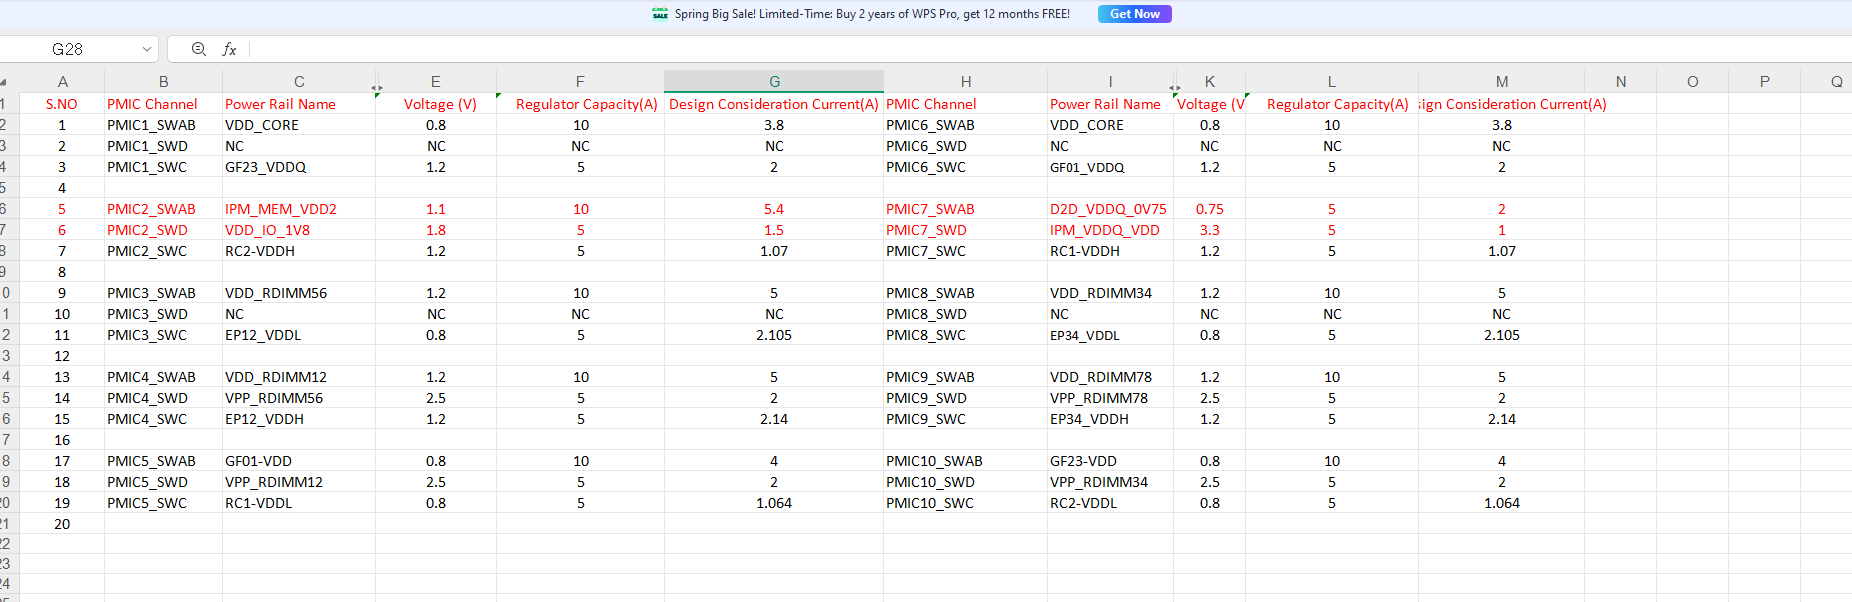 SALE Spring Big Sale! Limited-Time: Buy 2 years of WPS Pro, get 12 months FREE! Get Now
G28 fx
A B C E F G H I K L M N O P Q
1 S.NO PMIC Channel Power Rail Name Voltage (V) Regulator Capacity(A) Design Consideration Current(A) PMIC Channel Power Rail Name Voltage (V Regulator Capacity(A) sign Consideration Current(A)
2 1 PMIC1_SWAB VDD_CORE 0.8 10 3.8 PMIC6_SWAB VDD_CORE 0.8 10 3.8
3 2 PMIC1_SWD NC NC NC NC PMIC6_SWD NC NC NC NC
4 3 PMIC1_SWC GF23_VDDQ 1.2 5 2 PMIC6_SWC GF01_VDDQ 1.2 5 2
5 4
6 5 PMIC2_SWAB IPM_MEM_VDD2 1.1 10 5.4 PMIC7_SWAB D2D_VDDQ_0V75 0.75 5 2
7 6 PMIC2_SWD VDD_IO_1V8 1.8 5 1.5 PMIC7_SWD IPM_VDDQ_VDD 3.3 5 1
8 7 PMIC2_SWC RC2-VDDH 1.2 5 1.07 PMIC7_SWC RC1-VDDH 1.2 5 1.07
9 8
0 9 PMIC3_SWAB VDD_RDIMM56 1.2 10 5 PMIC8_SWAB VDD_RDIMM34 1.2 10 5
1 10 PMIC3_SWD NC NC NC NC PMIC8_SWD NC NC NC NC
2 11 PMIC3_SWC EP12_VDDL 0.8 5 2.105 PMIC8_SWC EP34_VDDL 0.8 5 2.105
3 12
4 13 PMIC4_SWAB VDD_RDIMM12 1.2 10 5 PMIC9_SWAB VDD_RDIMM78 1.2 10 5
5 14 PMIC4_SWD VPP_RDIMM56 2.5 5 2 PMIC9_SWD VPP_RDIMM78 2.5 5 2
6 15 PMIC4_SWC EP12_VDDH 1.2 5 2.14 PMIC9_SWC EP34_VDDH 1.2 5 2.14
7 16
8 17 PMIC5_SWAB GF01-VDD 0.8 10 4 PMIC10_SWAB GF23-VDD 0.8 10 4
9 18 PMIC5_SWD VPP_RDIMM12 2.5 5 2 PMIC10_SWD VPP_RDIMM34 2.5 5 2
20 19 PMIC5_SWC RC1-VDDL 0.8 5 1.064 PMIC10_SWC RC2-VDDL 0.8 5 1.064
21 20
22
23
24